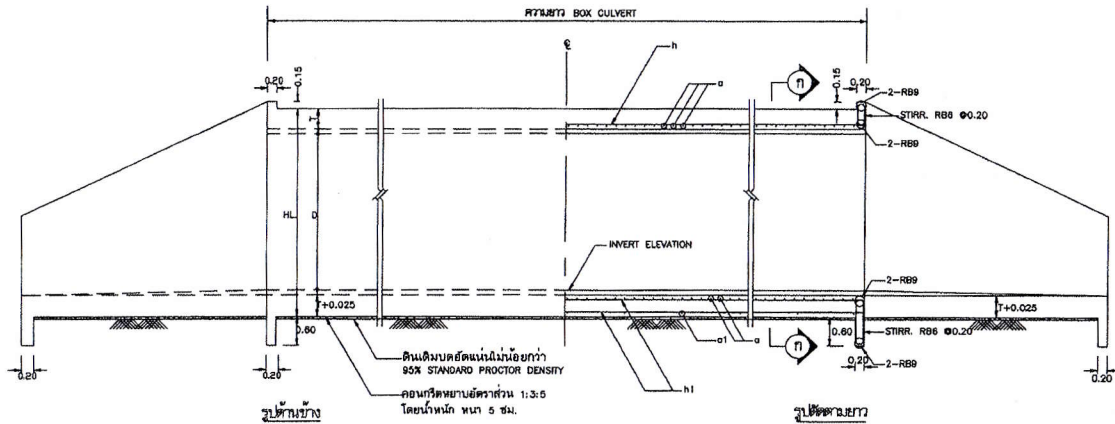 ความยาว BOX CULVERT
℄
h
0.20
0.15
a
ก
0.15
0.20
2-RB9
STIRR. RB6 @0.20
2-RB9
T
HL
D
INVERT ELEVATION
2-RB9
T+0.025
T+0.025
0.60
a1
a
ก
0.60
STIRR. RB6 @0.20
2-RB9
0.20
0.20
0.20
0.20
h1
ดินเดิมบดอัดแน่นไม่น้อยกว่า
95% STANDARD PROCTOR DENSITY
คอนกรีตหยาบอัตราส่วน 1:3:5
โดยน้ำหนัก หนา 5 ซม.
รูปด้านข้าง
รูปตัดตามยาว